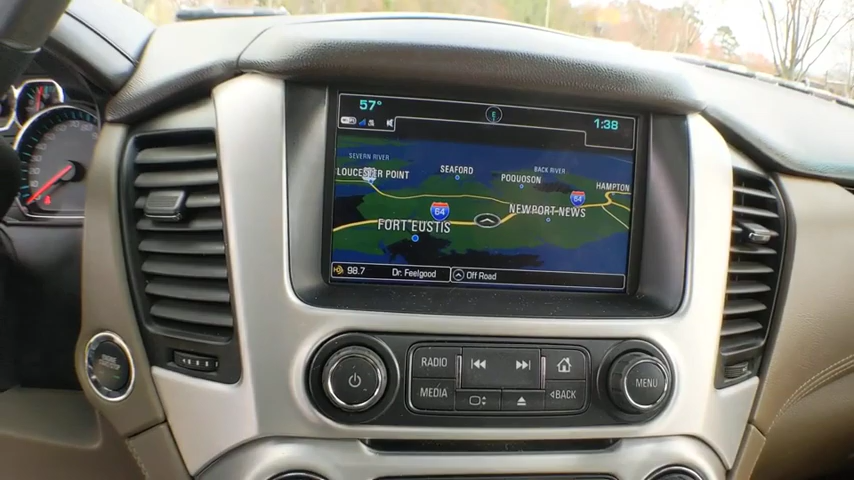 57°
E
1:38
SEVERN RIVER
SEAFORD
BACK RIVER
LOUCESTER POINT
POQUOSON
HAMPTON
64
64
NEWPORT NEWS
FORT EUSTIS
98.7
Dr. Feelgood
Off Road
RADIO
MEDIA
BACK
MENU
ENGINE